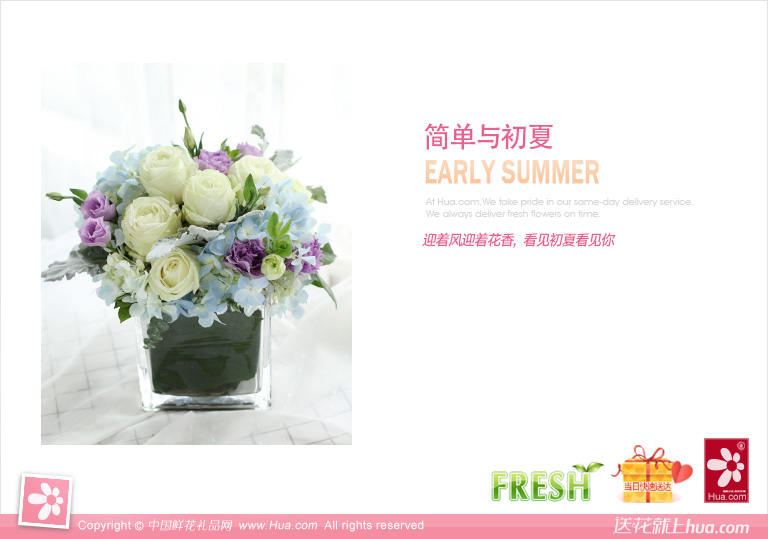 简单与初夏
EARLY SUMMER
At Hua.com,We take pride in our same-day delivery service.
We always deliver fresh flowers on time.
迎着风迎着花香，看见初夏看见你
FRESH
当日快速送达
Hua.com
Copyright © 中国鲜花礼品网 www.Hua.com All rights reserved
送花就上hua.com